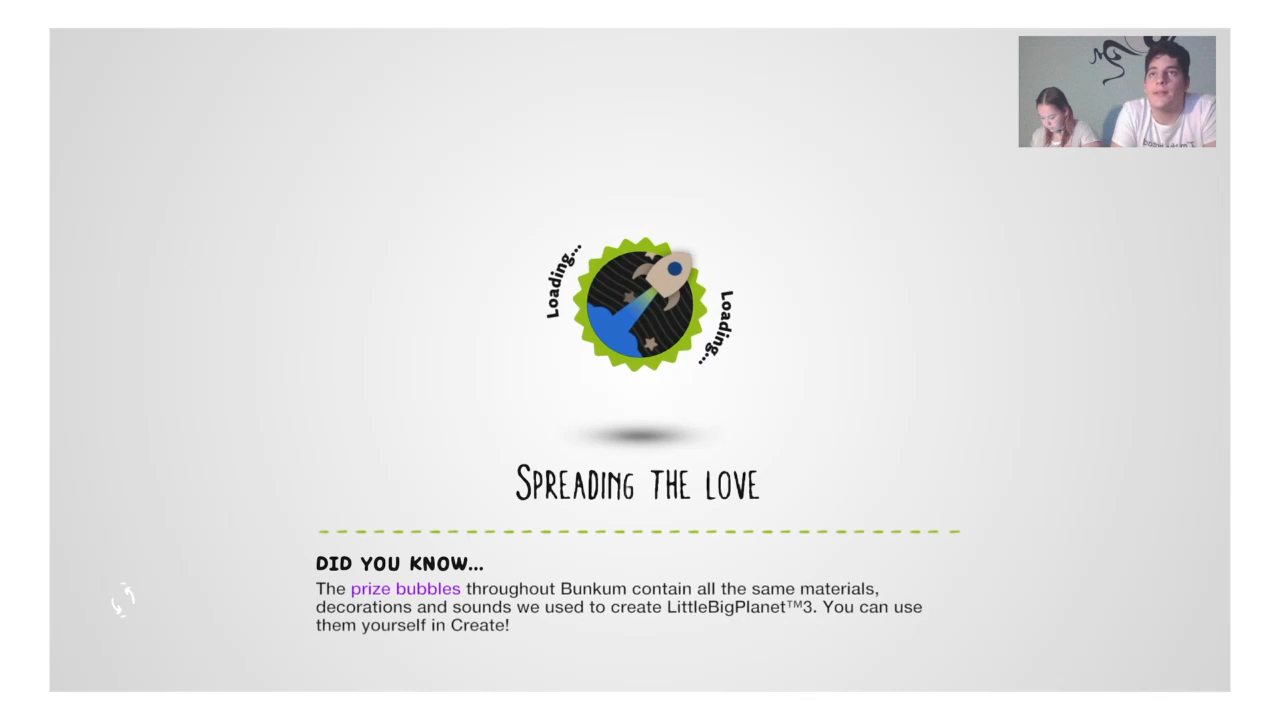 Loading...
Loading...
SPREADING THE LOVE
DID YOU KNOW...
The prize bubbles throughout Bunkum contain all the same materials,
decorations and sounds we used to create LittleBigPlanet™3. You can use
them yourself in Create!